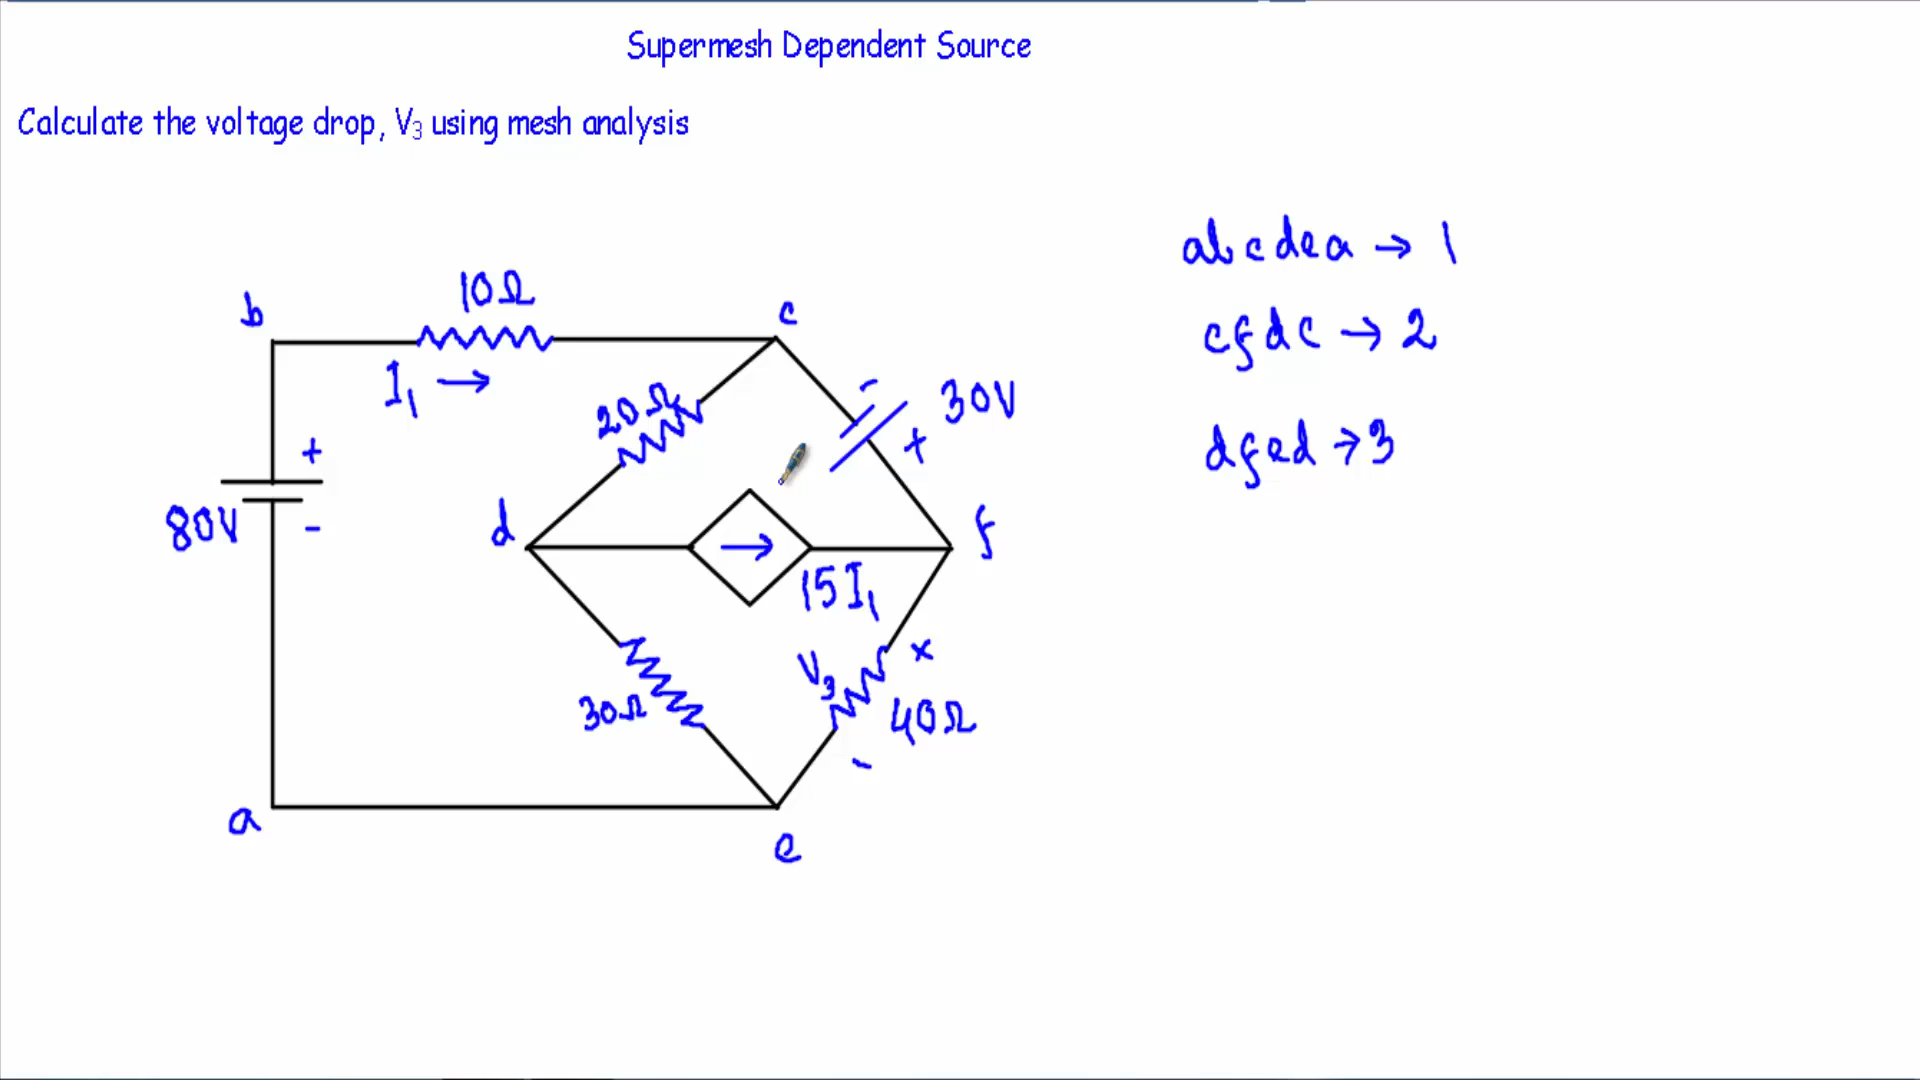 Supermesh Dependent Source
Calculate the voltage drop, V₃ using mesh analysis
abcdea → 1
cfdc → 2
dfed → 3
b
10Ω
c
I₁ →
20Ω
-
30V
+
+
80V
-
d
→
f
15I₁
30Ω
V₃
+
40Ω
-
a
e